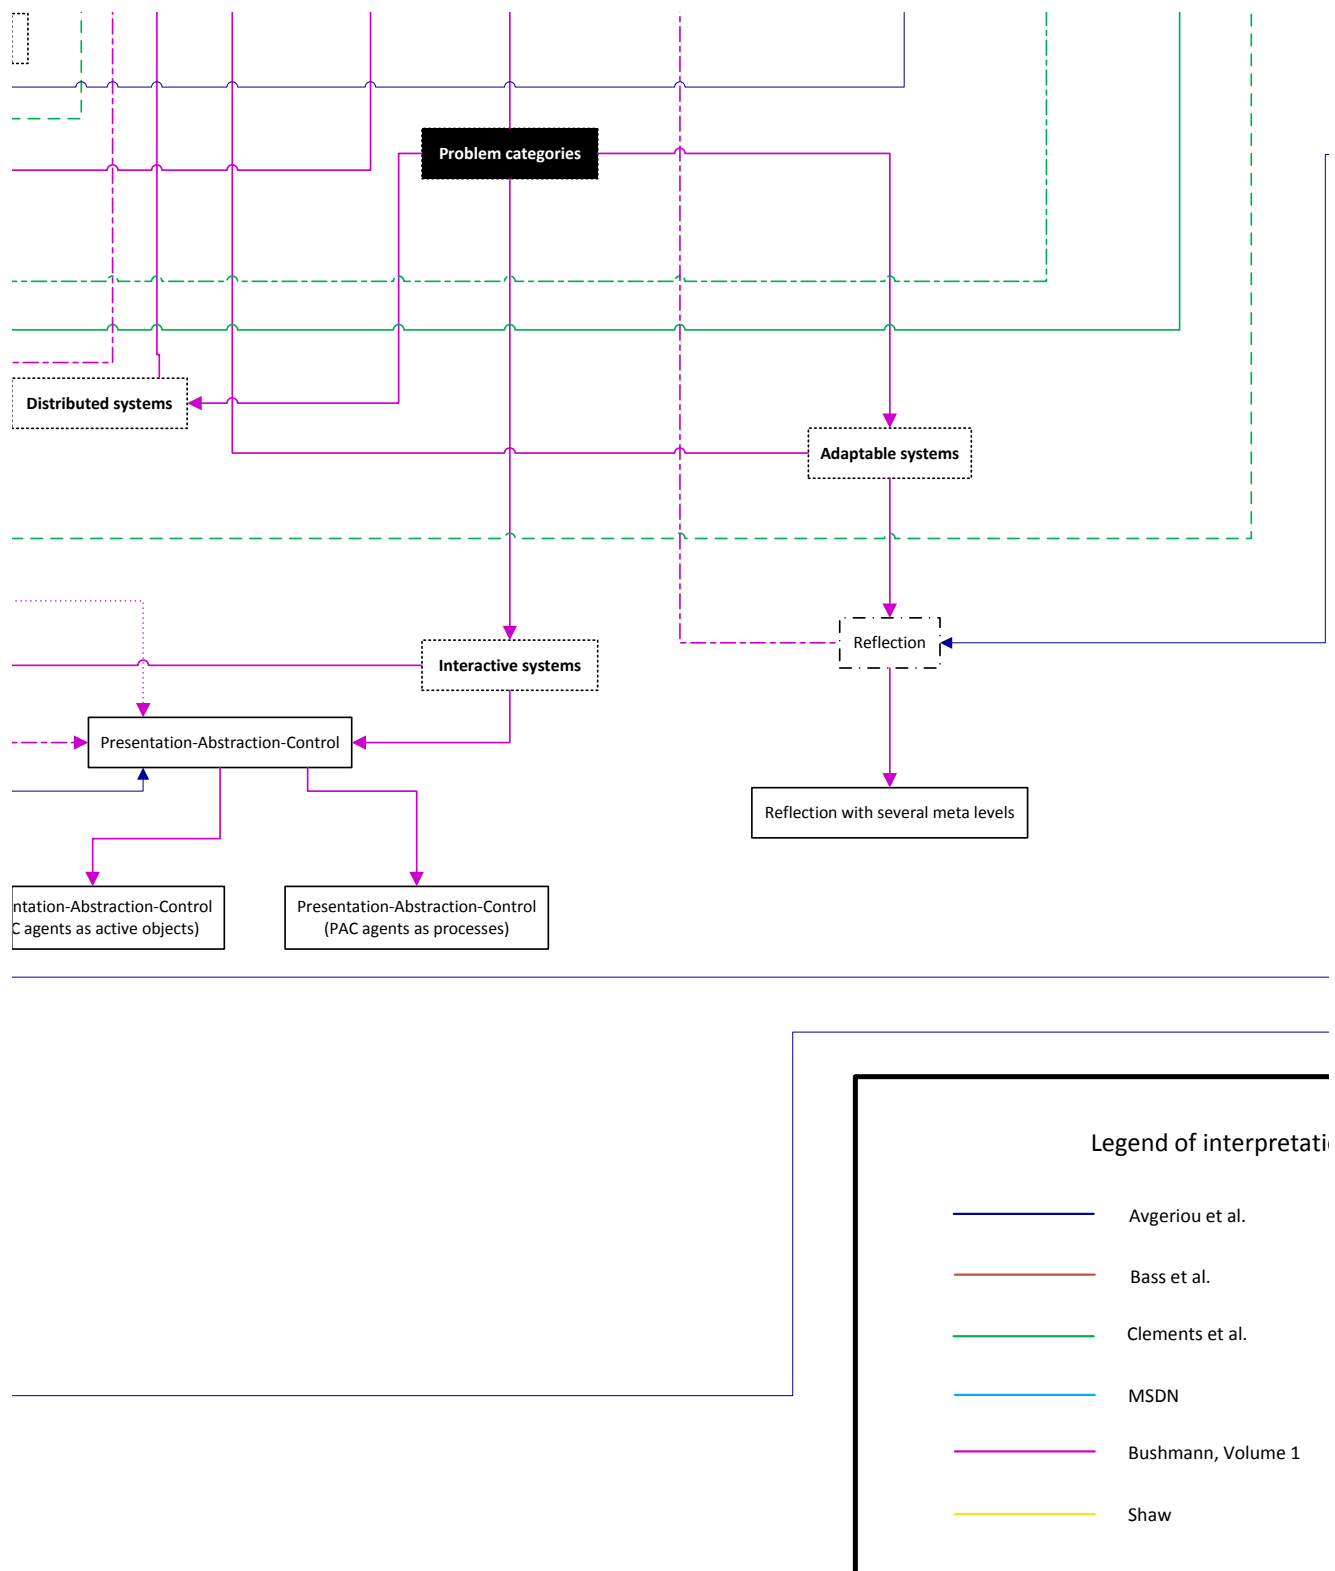 Problem categories
Distributed systems
Adaptable systems
Reflection
Interactive systems
Presentation-Abstraction-Control
Reflection with several meta levels
-Abstraction-Control
agents as active objects)
Presentation-Abstraction-Control
(PAC agents as processes)
Legend of
Avgeriou et al.
Bass et al.
Clements et al.
MSDN
Bushmann, Volume 1
Shaw